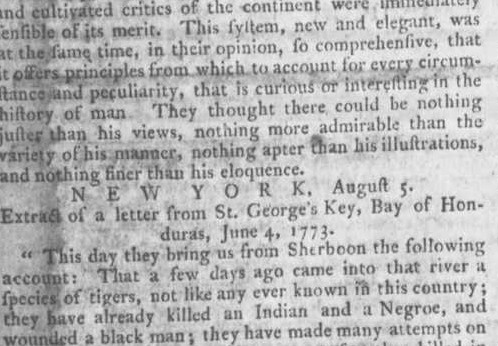 and cultivated critics of the continent were immediately
ſenſible of its merit. This ſyſtem, new and elegant, was
at the ſame time, in their opinion, ſo comprehenſive, that
it offers principles from which to account for every circum-
ſtance and peculiarity, that is curious or intereſting in the
hiſtory of man They thought there could be nothing
juſter than his views, nothing more admirable than the
variety of his manner, nothing apter than his illuſtrations,
and nothing finer than his eloquence.
N E W Y O R K, Auguſt 5.
Extract of a letter from St. George's Key, Bay of Hon-
duras, June 4, 1773.
“ This day they bring us from Sherboon the following
account: That a few days ago came into that river a
ſpecies of tigers, not like any ever known in this country;
they have already killed an Indian and a Negroe, and
wounded a black man; they have made many attempts on
killed in